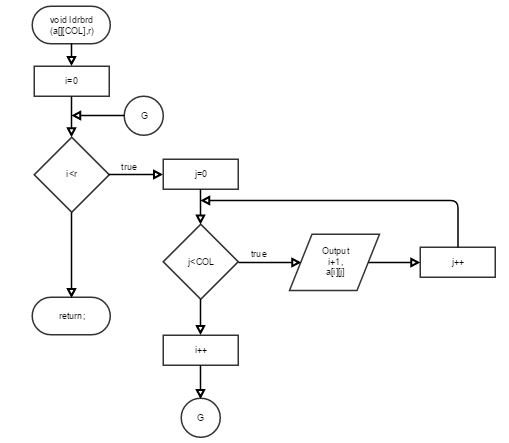 void ldrbrd
(a[][COL],r)
i=0
G
i<r
true
j=0
j<COL
true
Output
i+1,
a[i][j]
j++
return;
i++
G